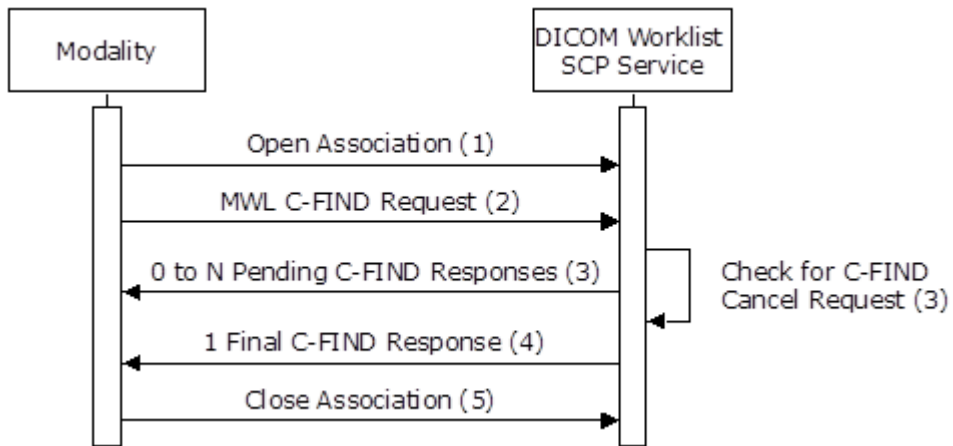 Modality
DICOM Worklist
SCP Service
Open Association (1)
MWL C-FIND Request (2)
0 to N Pending C-FIND Responses (3)
Check for C-FIND
Cancel Request (3)
1 Final C-FIND Response (4)
Close Association (5)